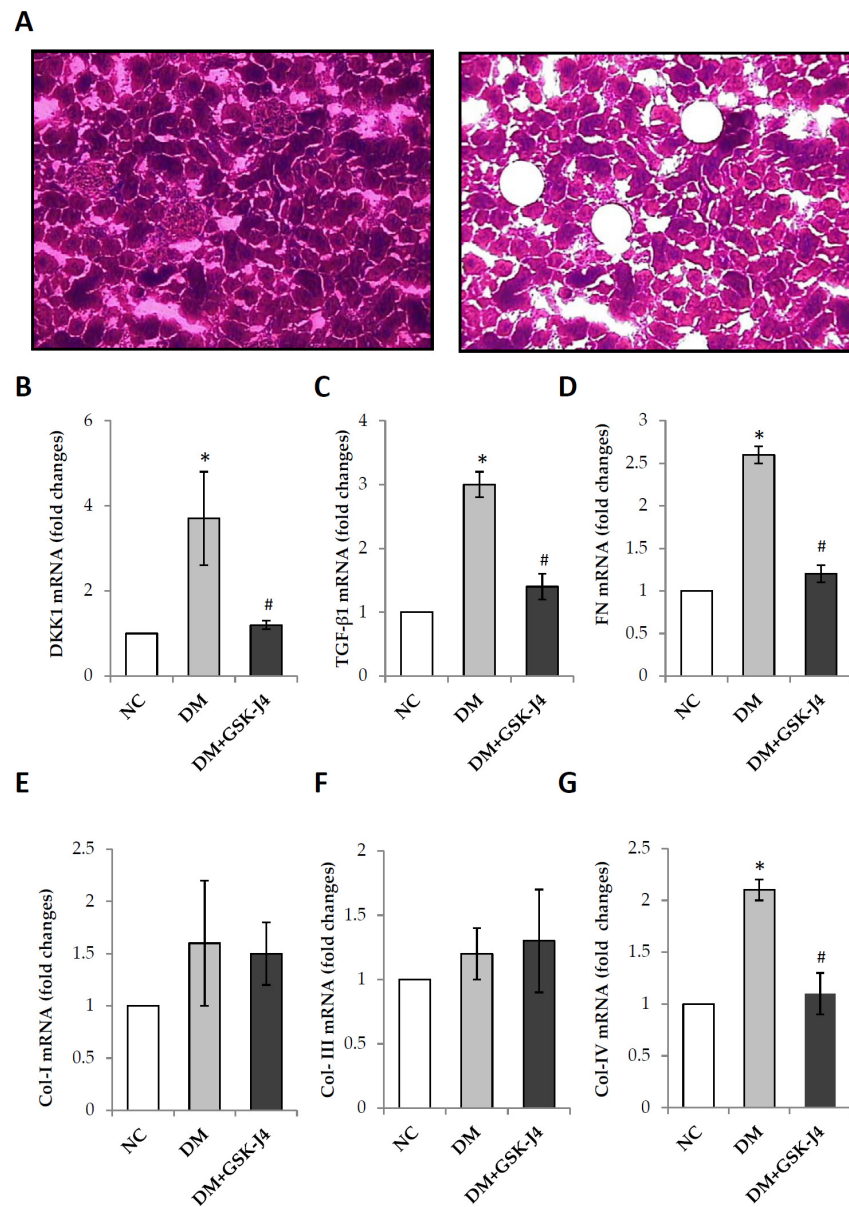 A
B
C
D
DKK1 mRNA (fold changes)
6
4
2
0
*
#
NC
DM
DM+GSK-J4
TGF-β1 mRNA (fold changes)
4
3
2
1
0
*
#
NC
DM
DM+GSK-J4
FN mRNA (fold changes)
3
2.5
2
1.5
1
0.5
0
*
#
NC
DM
DM+GSK-J4
E
F
G
Col-I mRNA (fold changes)
2.5
2
1.5
1
0.5
0
NC
DM
DM+GSK-J4
Col- III mRNA (fold changes)
2
1.5
1
0.5
0
NC
DM
DM+GSK-J4
Col-IV mRNA (fold changes)
2.5
2
1.5
1
0.5
0
*
#
NC
DM
DM+GSK-J4